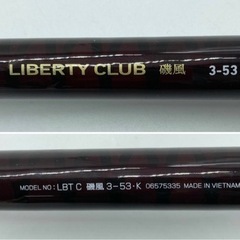 LIBERTY CLUB 磯風 3-53
MODEL NO : LBT C 磯風 3-53・K 06575335 MADE IN VIETNAM